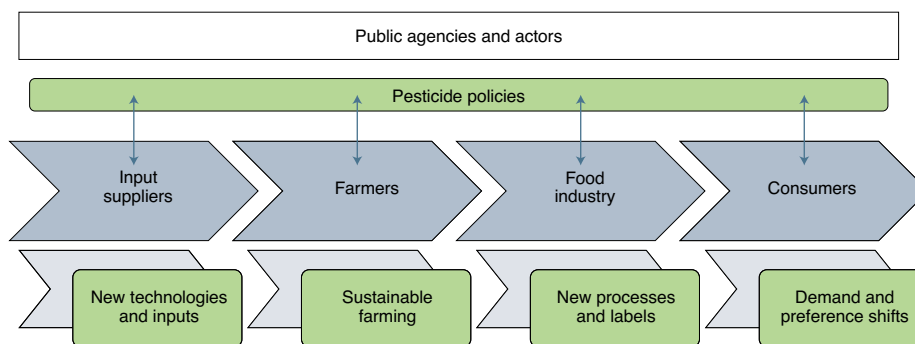 Public agencies and actors
Pesticide policies
Input
suppliers
Farmers
Food
industry
Consumers
New technologies
and inputs
Sustainable
farming
New processes
and labels
Demand and
preference shifts